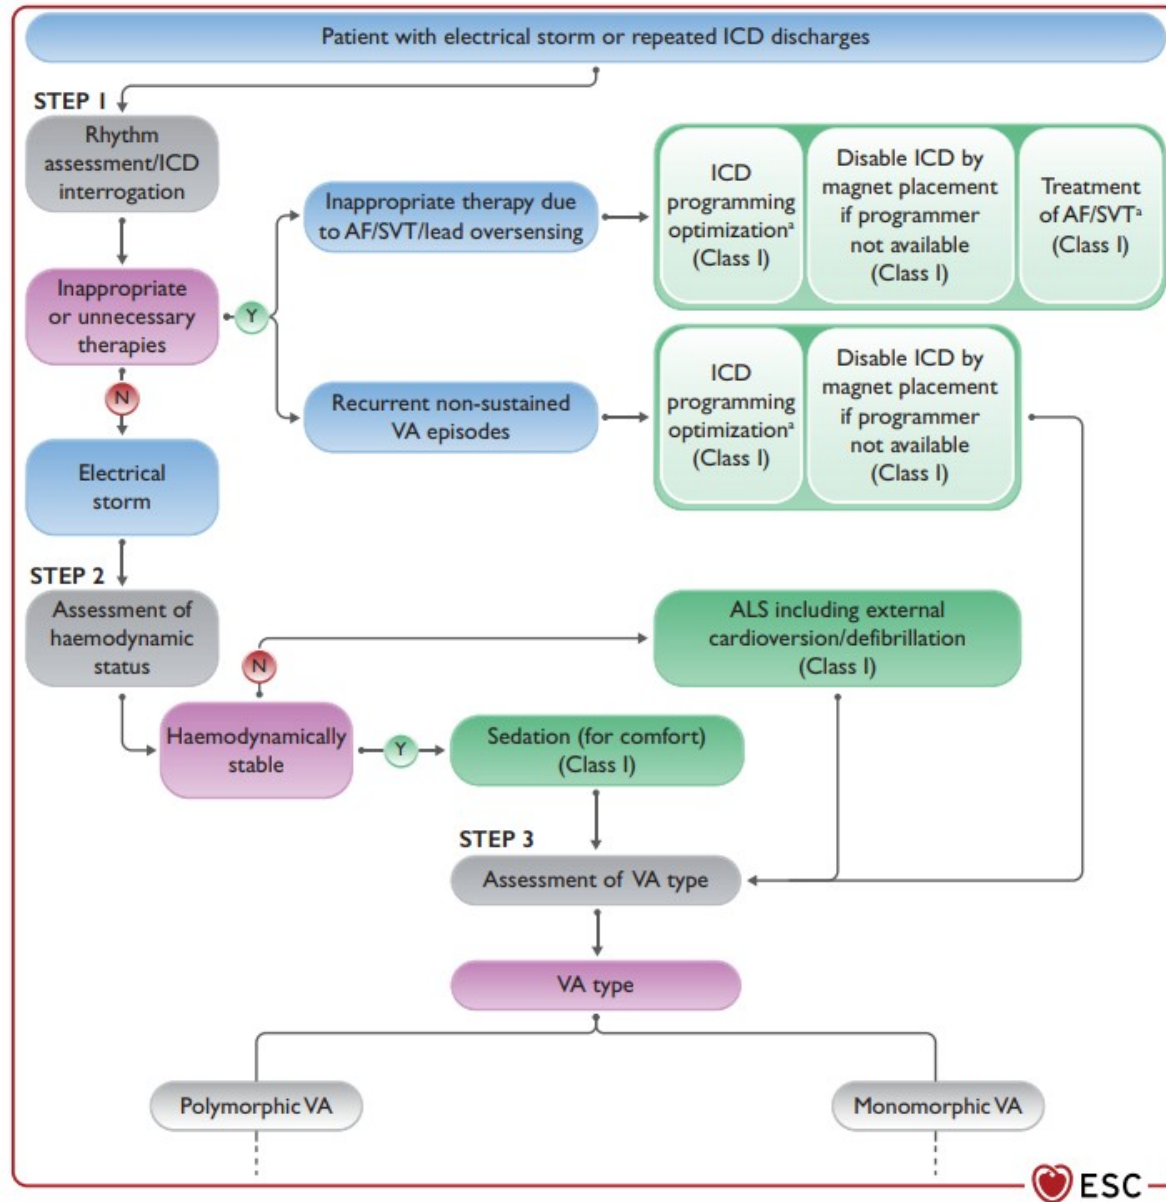 Patient with electrical storm or repeated ICD discharges
STEP 1
Rhythm
assessment/ICD
interrogation
Inappropriate
or unnecessary
therapies
Y
N
Inappropriate therapy due
to AF/SVT/lead oversensing
ICD
programming
optimizationᵃ
(Class I)
Disable ICD by
magnet placement
if programmer
not available
(Class I)
Treatment
of AF/SVTᵃ
(Class I)
Recurrent non-sustained
VA episodes
ICD
programming
optimizationᵃ
(Class I)
Disable ICD by
magnet placement
if programmer
not available
(Class I)
Electrical
storm
STEP 2
Assessment of
haemodynamic
status
Haemodynamically
stable
N
ALS including external
cardioversion/defibrillation
(Class I)
Y
Sedation (for comfort)
(Class I)
STEP 3
Assessment of VA type
VA type
Polymorphic VA
Monomorphic VA
ESC